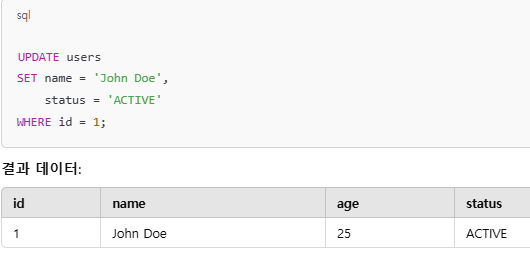 sql
UPDATE users
SET name = 'John Doe',
    status = 'ACTIVE'
WHERE id = 1;
결과 데이터:
id name age status
1 John Doe 25 ACTIVE